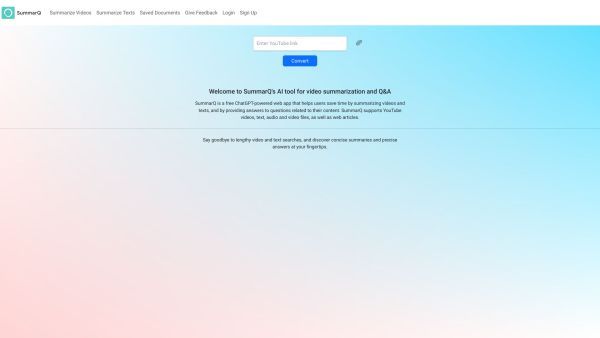 SummarQ Summarize Videos Summarize Texts Saved Documents Give Feedback Login Sign Up
Enter YouTube link
Convert
Welcome to SummarQ's AI tool for video summarization and Q&A
SummarQ is a free ChatGPT-powered web app that helps users save time by summarizing videos and
texts, and by providing answers to questions related to their content. SummarQ supports YouTube
videos, text, audio and video files, as well as web articles.
Say goodbye to lengthy video and text searches, and discover concise summaries and precise
answers at your fingertips.